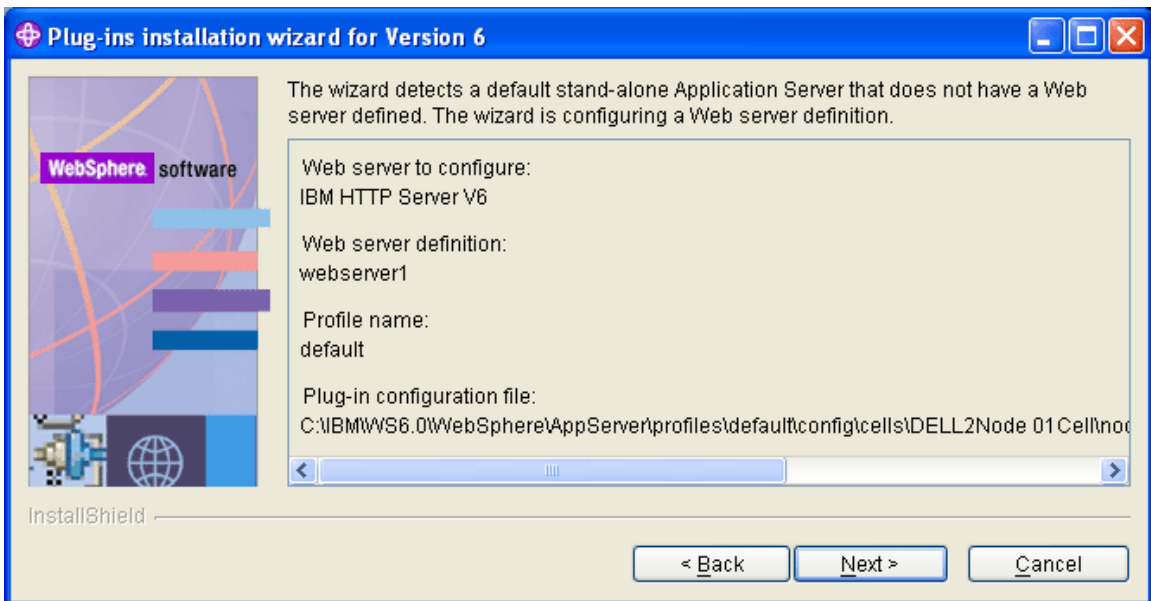 Plug-ins installation wizard for Version 6
The wizard detects a default stand-alone Application Server that does not have a Web
server defined. The wizard is configuring a Web server definition.
WebSphere software
Web server to configure:
IBM HTTP Server V6
Web server definition:
webserver1
Profile name:
default
Plug-in configuration file:
C:\IBM\WS6.0\WebSphere\AppServer\profiles\default\config\cells\DELL2Node 01Cell\noc
InstallShield
< Back
Next >
Cancel